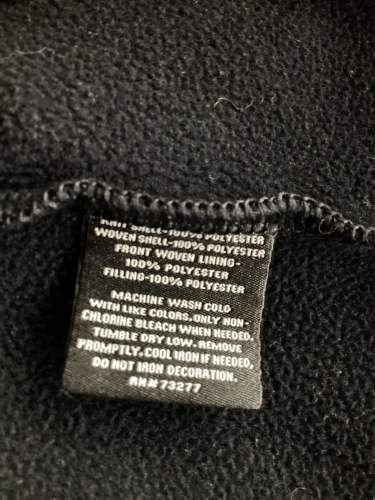 KNIT SHELL-100% POLYESTER
WOVEN SHELL-100% POLYESTER
FRONT WOVEN LINING-
100% POLYESTER
FILLING-100% POLYESTER
MACHINE WASH COLD
WITH LIKE COLORS. ONLY NON-
CHLORINE BLEACH WHEN NEEDED.
TUMBLE DRY LOW. REMOVE
PROMPTLY. COOL IRON IF NEEDED,
DO NOT IRON DECORATION.
RN# 73277